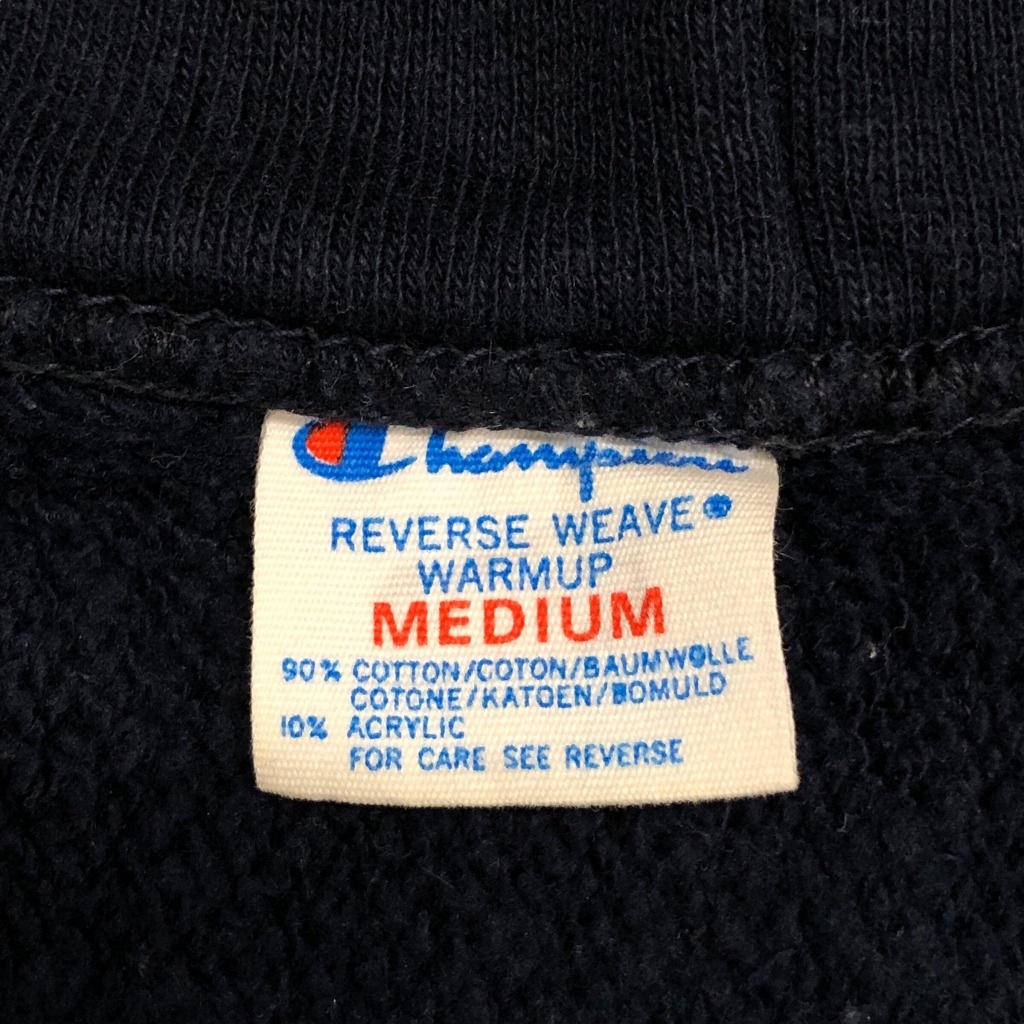 Champion
REVERSE WEAVE®
WARMUP
MEDIUM
90% COTTON/COTON/BAUMWOLLE
COTONE/KATOEN/BOMULD
10% ACRYLIC
FOR CARE SEE REVERSE